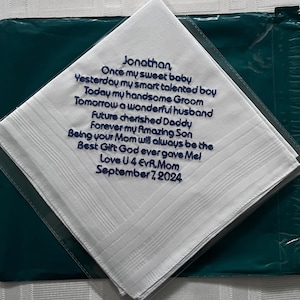 Jonathan,
Once my sweet baby
Yesterday my smart talented boy
Today my handsome Groom
Tomorrow a wonderful husband
Future cherished Daddy
Forever my Amazing Son
Being your Mom will always be the
Best Gift God ever gave Me!
Love U 4 EvR, Mom
September 7, 2024